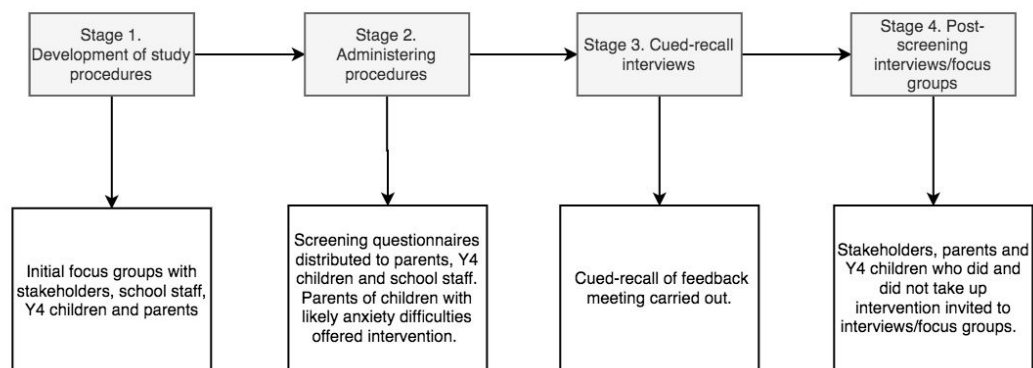 Stage 1.
Development of study
procedures
Stage 2.
Administering
procedures
Stage 3. Cued-recall
interviews
Stage 4. Post-
screening
interviews/focus
groups
Initial focus groups with
stakeholders, school staff,
Y4 children and parents
Screening questionnaires
distributed to parents, Y4
children and school staff.
Parents of children with
likely anxiety difficulties
offered intervention.
Cued-recall of feedback
meeting carried out.
Stakeholders, parents and
Y4 children who did and
did not take up
intervention invited to
interviews/focus groups.